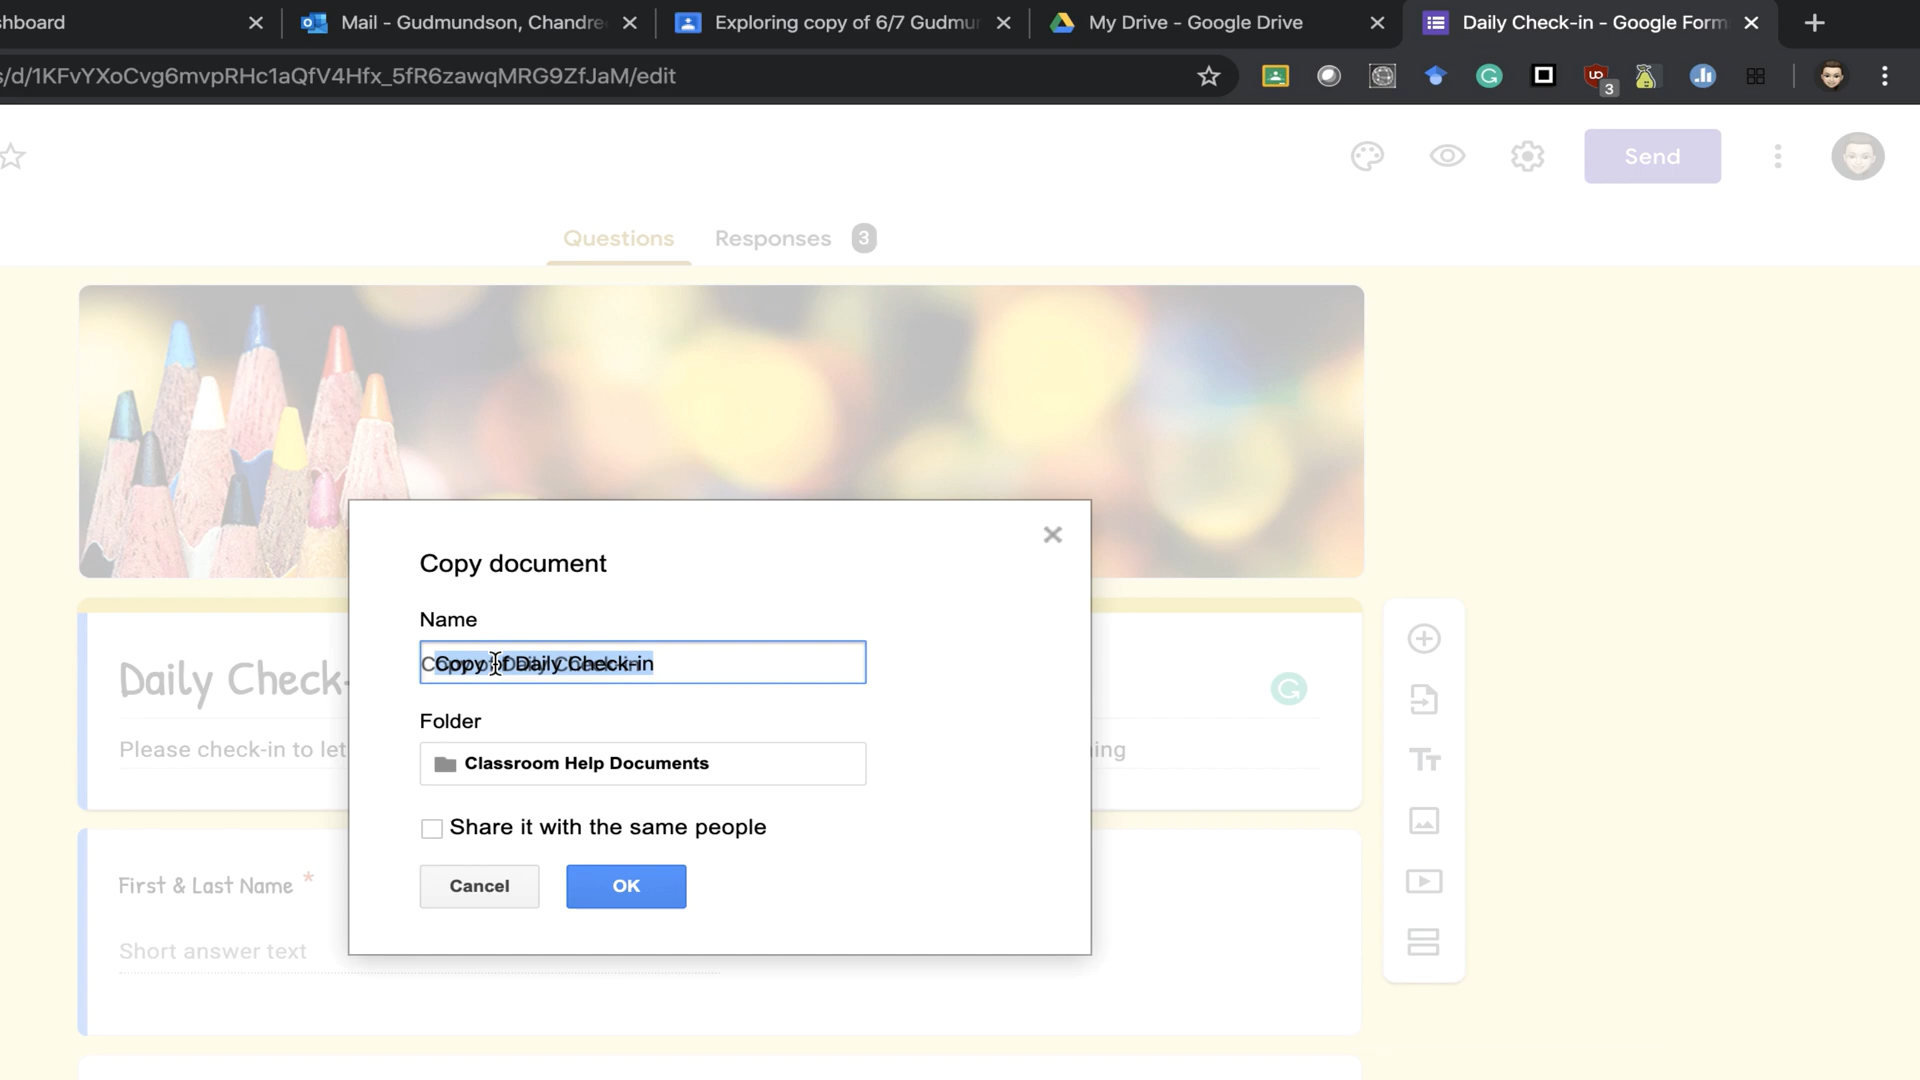 shboard
Mail - Gudmundson, Chandre
Exploring copy of 6/7 Gudmu
My Drive - Google Drive
Daily Check-in - Google Form
s/d/1KFvYXoCvg6mvpRHc1aQfV4Hfx_5fR6zawqMRG9ZfJaM/edit
3
Send
Questions
Responses 3
Copy document
Name
Copy of Daily Check-in
Folder
Classroom Help Documents
Share it with the same people
Cancel
OK
Daily Check-
Please check-in to let
ing
First & Last Name *
Short answer text